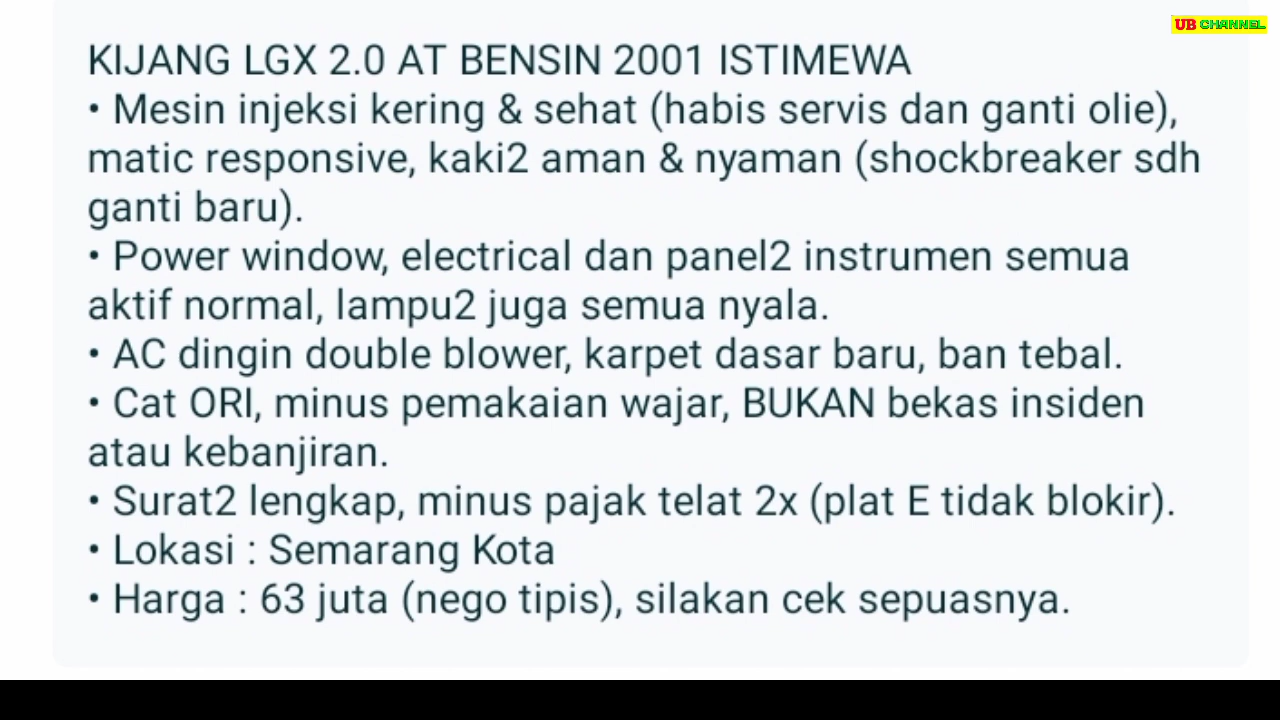 UB CHANNEL
KIJANG LGX 2.0 AT BENSIN 2001 ISTIMEWA
• Mesin injeksi kering & sehat (habis servis dan ganti olie),
matic responsive, kaki2 aman & nyaman (shockbreaker sdh
ganti baru).
• Power window, electrical dan panel2 instrumen semua
aktif normal, lampu2 juga semua nyala.
• AC dingin double blower, karpet dasar baru, ban tebal.
• Cat ORI, minus pemakaian wajar, BUKAN bekas insiden
atau kebanjiran.
• Surat2 lengkap, minus pajak telat 2x (plat E tidak blokir).
• Lokasi : Semarang Kota
• Harga : 63 juta (nego tipis), silakan cek sepuasnya.